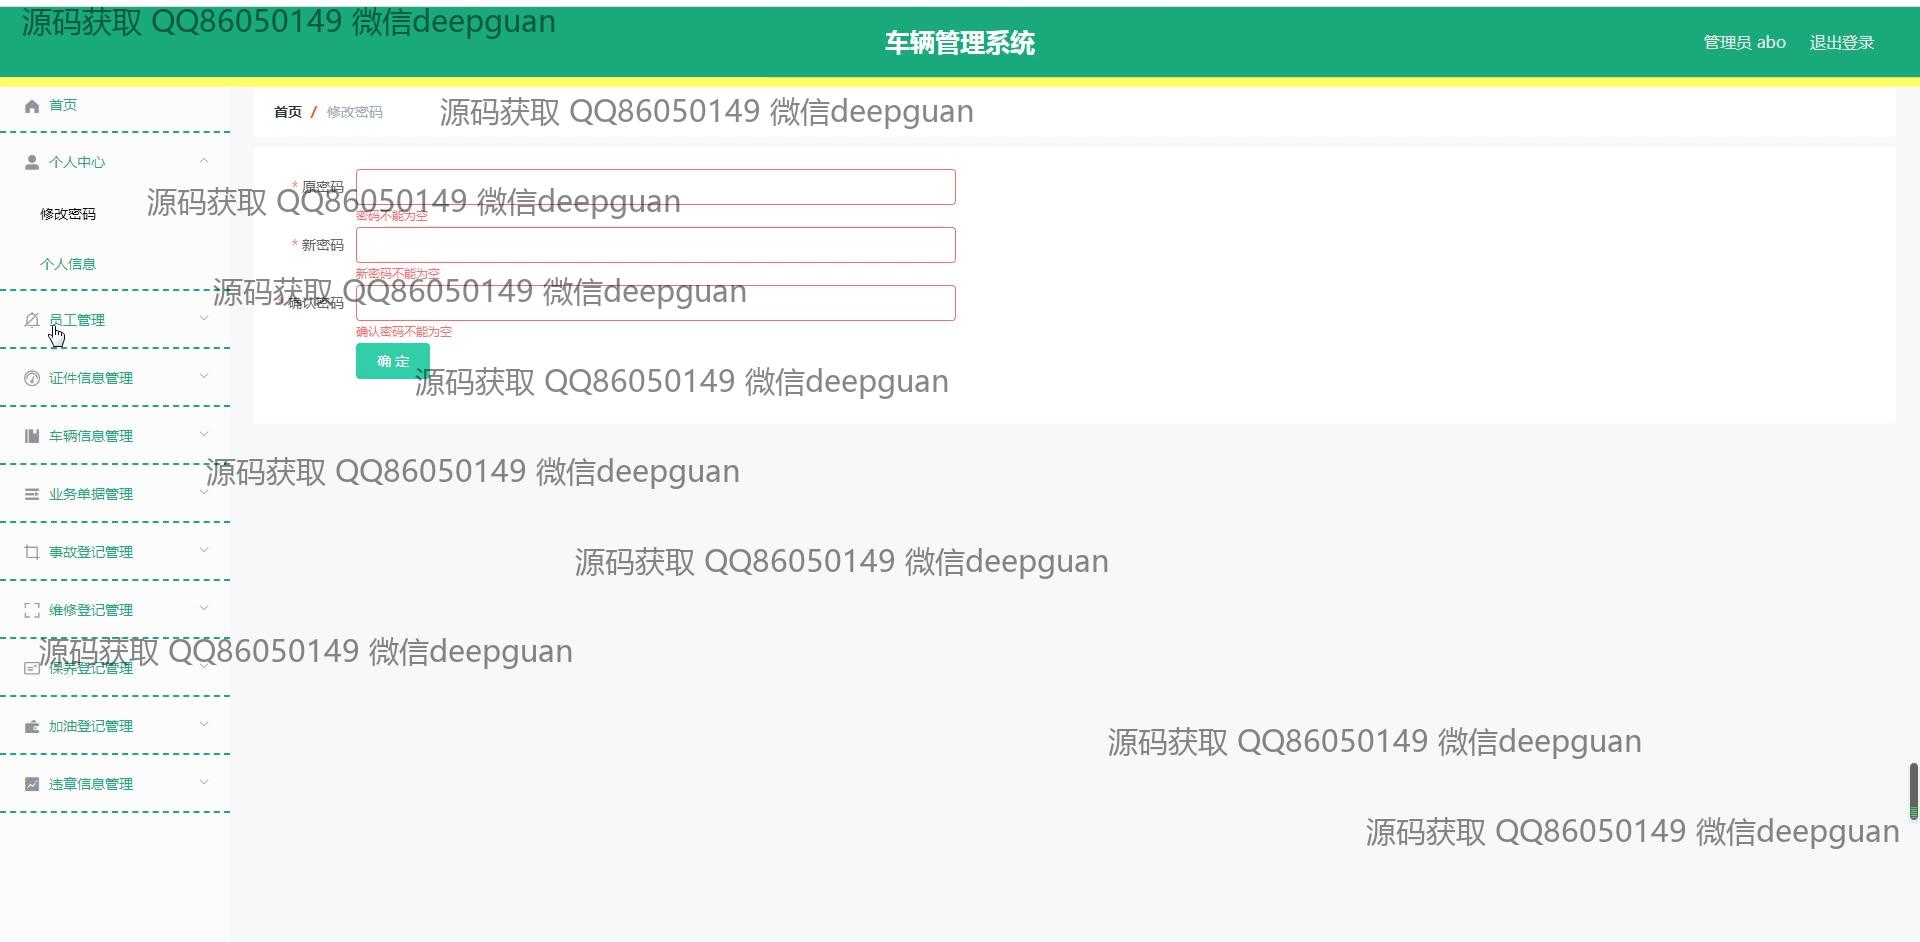 源码获取 QQ86050149 微信deepguan
车辆管理系统
管理员 abo
退出登录
首页
首页 / 修改密码
源码获取 QQ86050149 微信deepguan
个人中心
* 原密码
源码获取 QQ86050149 微信deepguan
密码不能为空
修改密码
* 新密码
个人信息
新密码不能为空
源码获取 QQ86050149 微信deepguan
* 确认密码
员工管理
确认密码不能为空
确 定
证件信息管理
源码获取 QQ86050149 微信deepguan
车辆信息管理
源码获取 QQ86050149 微信deepguan
业务单据管理
事故登记管理
源码获取 QQ86050149 微信deepguan
维修登记管理
源码获取 QQ86050149 微信deepguan
保养登记管理
加油登记管理
源码获取 QQ86050149 微信deepguan
违章信息管理
源码获取 QQ86050149 微信deepguan